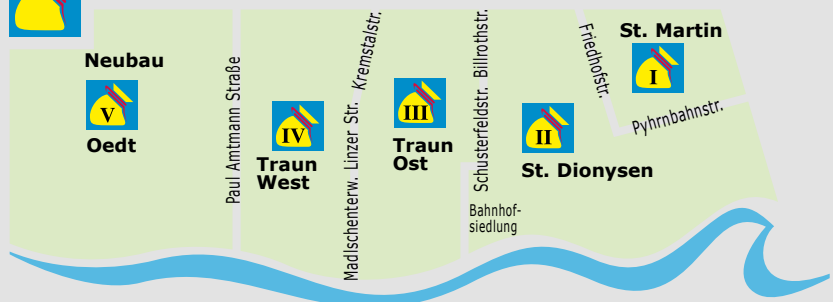 Neubau
V
Oedt
Paul Amtmann Straße
IV
Traun
West
Madlschenterw. Linzer Str. Kremstalstr.
III
Traun
Ost
Schusterfeldstr. Billrothstr.
Bahnhof-
siedlung
II
St. Dionysen
Friedhofstr.
St. Martin
I
Pyhrnbahnstr.